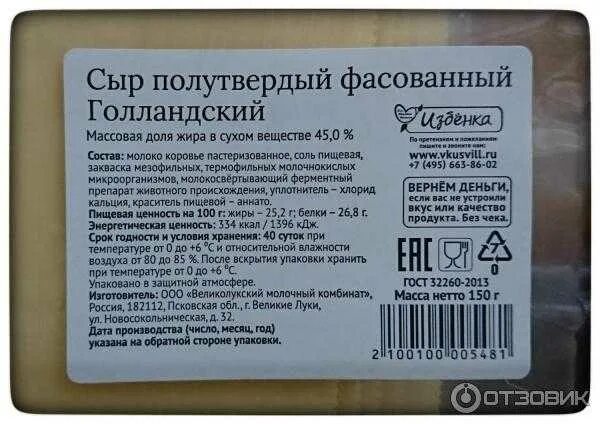 Сыр полутвердый фасованный
Голландский
Массовая доля жира в сухом веществе 45,0 %
Состав: молоко коровье пастеризованное, соль пищевая,
закваска мезофильных, термофильных молочнокислых
микроорганизмов, молокосвёртывающий ферментный
препарат животного происхождения, уплотнитель – хлорид
кальция, краситель пищевой – аннато.
Пищевая ценность на 100 г: жиры – 25,2 г; белки – 26,8 г.
Энергетическая ценность: 334 ккал / 1396 кДж.
Срок годности и условия хранения: 40 суток при
температуре от 0 до +6 °С и относительной влажности
воздуха от 80 до 85 %. После вскрытия упаковки хранить
при температуре от 0 до +6 °С.
Упаковано в защитной атмосфере.
Изготовитель: ООО «Великолукский молочный комбинат»,
Россия, 182112, Псковская обл., г. Великие Луки,
ул. Новосокольническая, д. 32.
Дата производства (число, месяц, год)
указана на обратной стороне упаковки.
Избёнка
По претензиям и пожеланиям
пишите и звоните нам:
www.vkusvill.ru
+7 (495) 663-86-02
ВЕРНЁМ ДЕНЬГИ,
если вас не устроили
вкус или качество
продукта. Без чека.
EAC
7
0
ГОСТ 32260-2013
Масса нетто 150 г
2 100100 005481
ОТЗОВИК